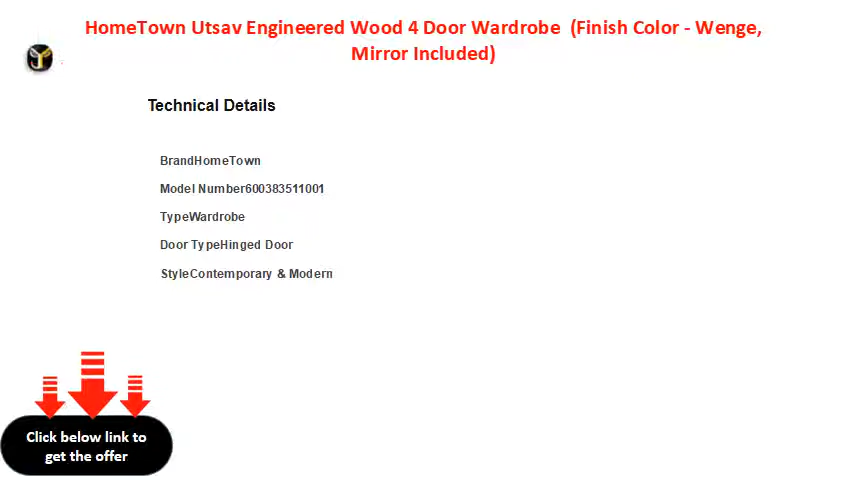 HomeTown Utsav Engineered Wood 4 Door Wardrobe (Finish Color - Wenge,
Mirror Included)
Technical Details
BrandHomeTown
Model Number600383511001
TypeWardrobe
Door TypeHinged Door
StyleContemporary & Modern
Click below link to
get the offer